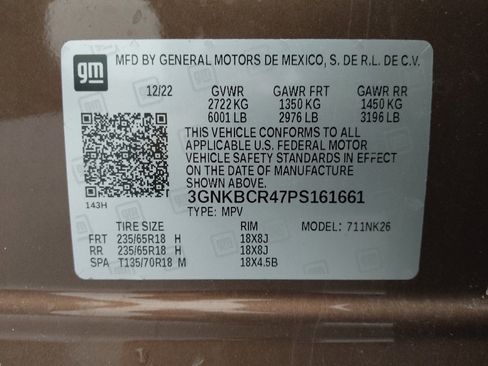 gm
MFD BY GENERAL MOTORS DE MEXICO, S. DE R.L. DE C.V.
12/22 GVWR GAWR FRT GAWR RR
2722 KG 1350 KG 1450 KG
6001 LB 2976 LB 3196 LB
THIS VEHICLE CONFORMS TO ALL
APPLICABLE U.S. FEDERAL MOTOR
VEHICLE SAFETY STANDARDS IN EFFECT
ON THE DATE OF MANUFACTURE
SHOWN ABOVE.
143H 3GNKBCR47PS161661
TYPE: MPV
TIRE SIZE RIM MODEL: 711NK26
FRT 235/65R18 H 18X8J
RR 235/65R18 H 18X8J
SPA T135/70R18 M 18X4.5B